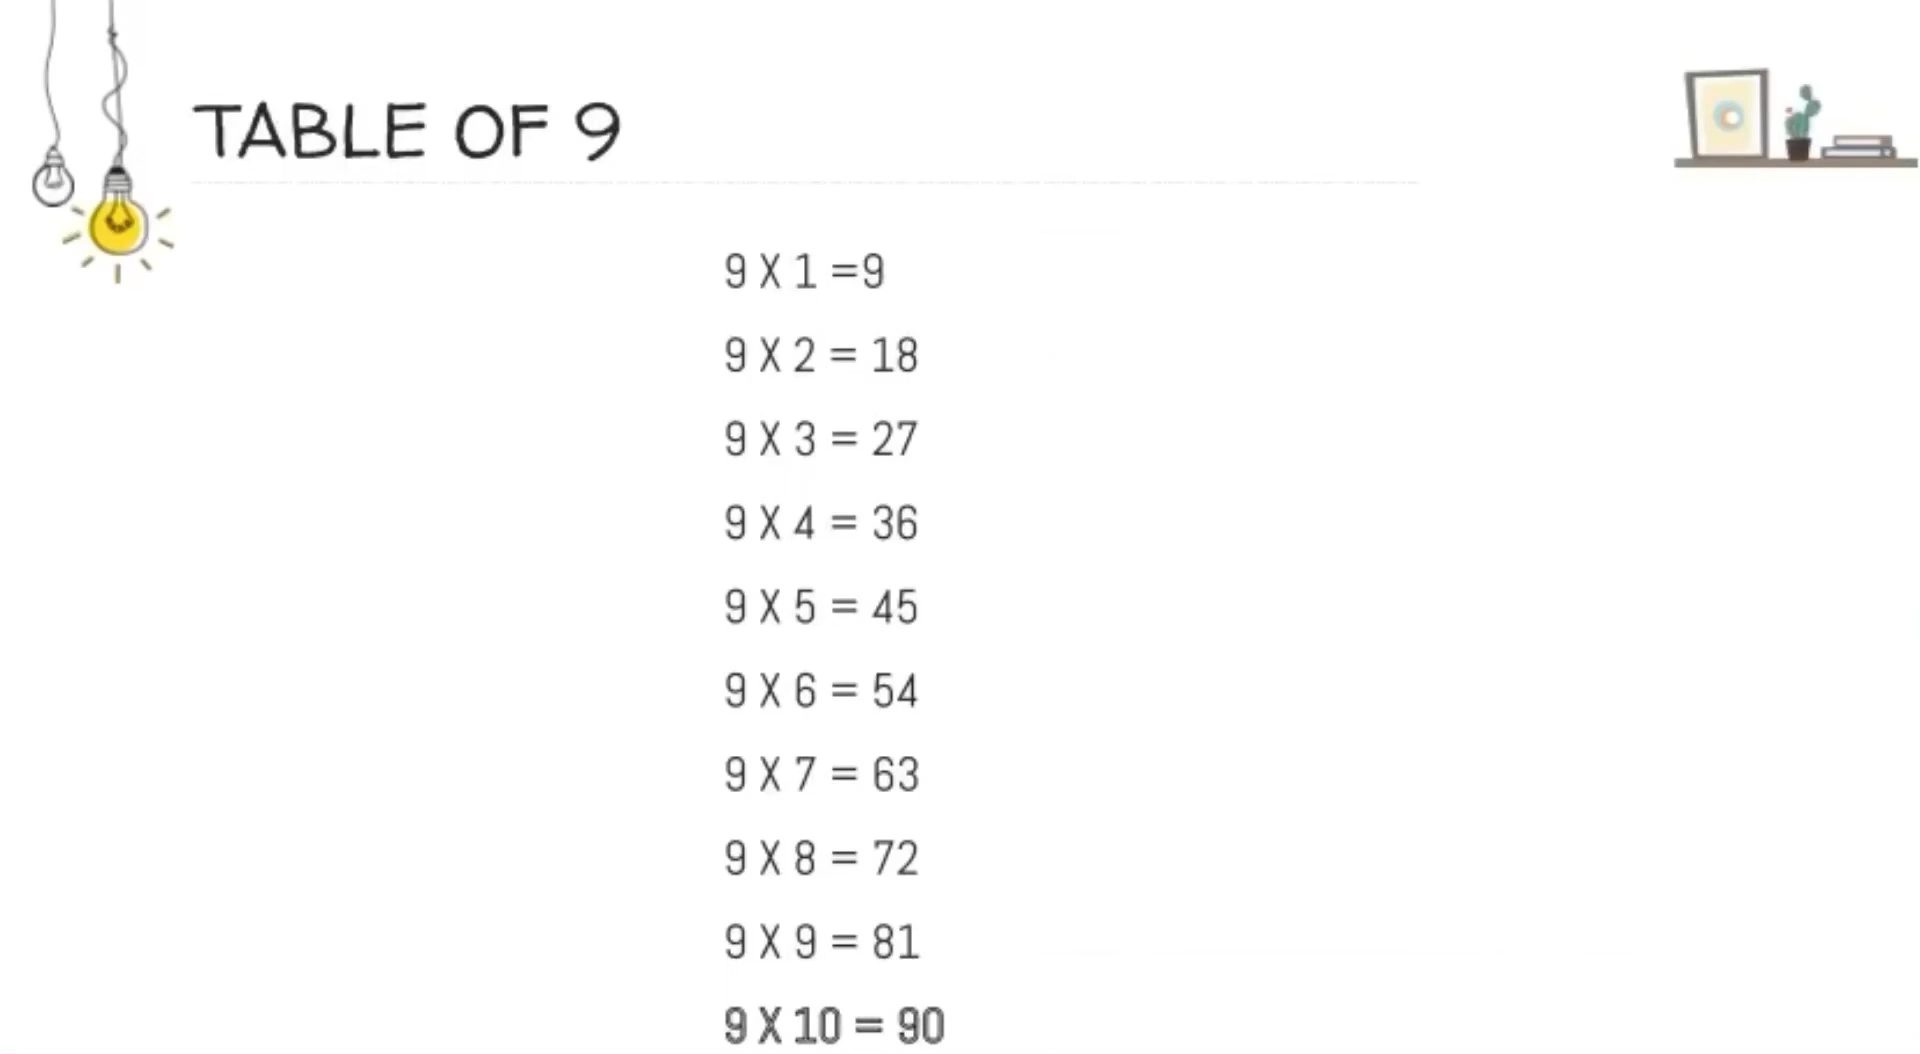 TABLE OF 9
9 X 1 =9
9 X 2 = 18
9 X 3 = 27
9 X 4 = 36
9 X 5 = 45
9 X 6 = 54
9 X 7 = 63
9 X 8 = 72
9 X 9 = 81
9 X 10 = 90